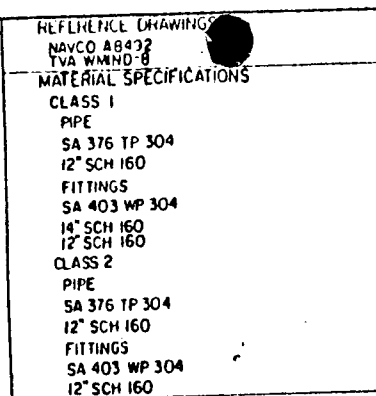 REFERENCE DRAWINGS
NAVCO A8432
TVA WMIND-8
MATERIAL SPECIFICATIONS
CLASS 1
PIPE
SA 376 TP 304
12" SCH 160
FITTINGS
SA 403 WP 304
14" SCH 160
12" SCH 160
CLASS 2
PIPE
SA 376 TP 304
12" SCH 160
FITTINGS
SA 403 WP 304
12" SCH 160